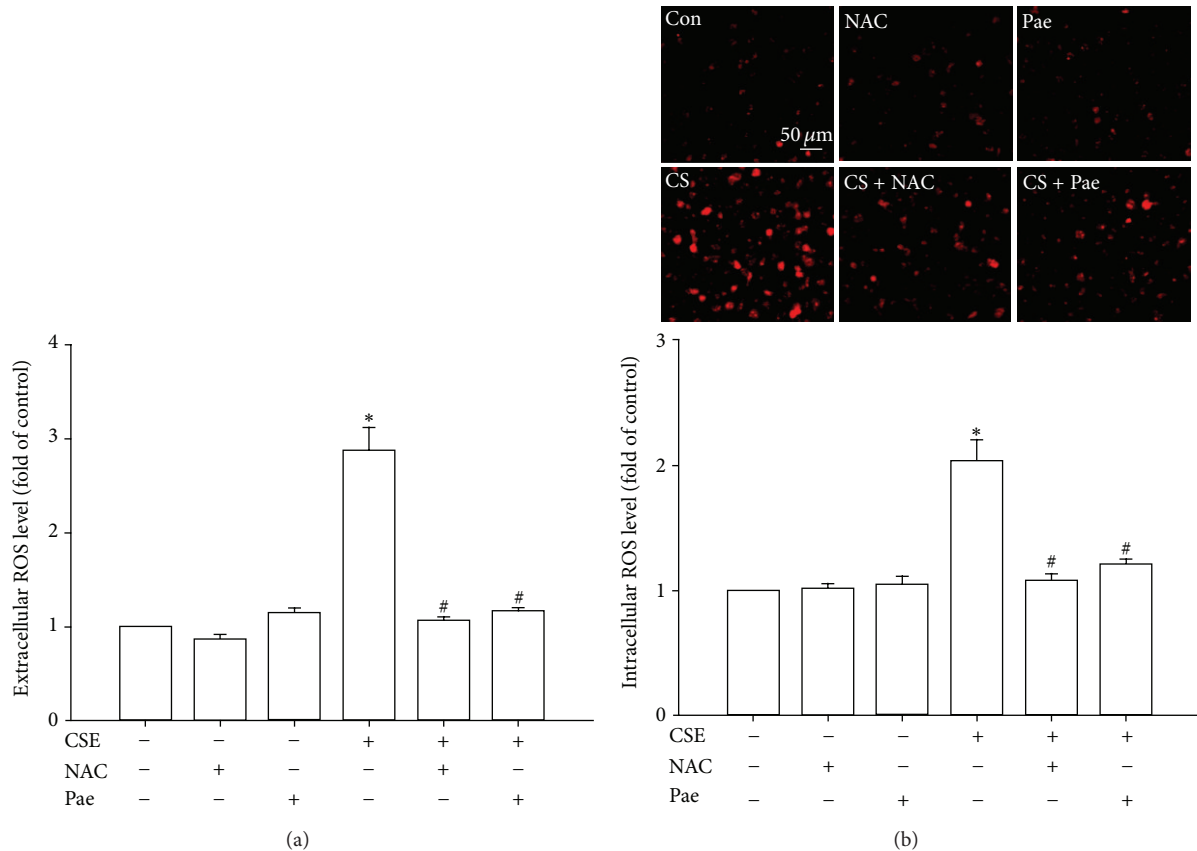 Con
NAC
Pae
50 µm
CS
CS + NAC
CS + Pae
Extracellular ROS level (fold of control)
4
3
2
1
0
*
#
#
CSE − − − + + +
NAC − + − − + −
Pae − − + − − +
(a)
Intracellular ROS level (fold of control)
3
2
1
0
*
#
#
CSE − − − + + +
NAC − + − − + −
Pae − − + − − +
(b)